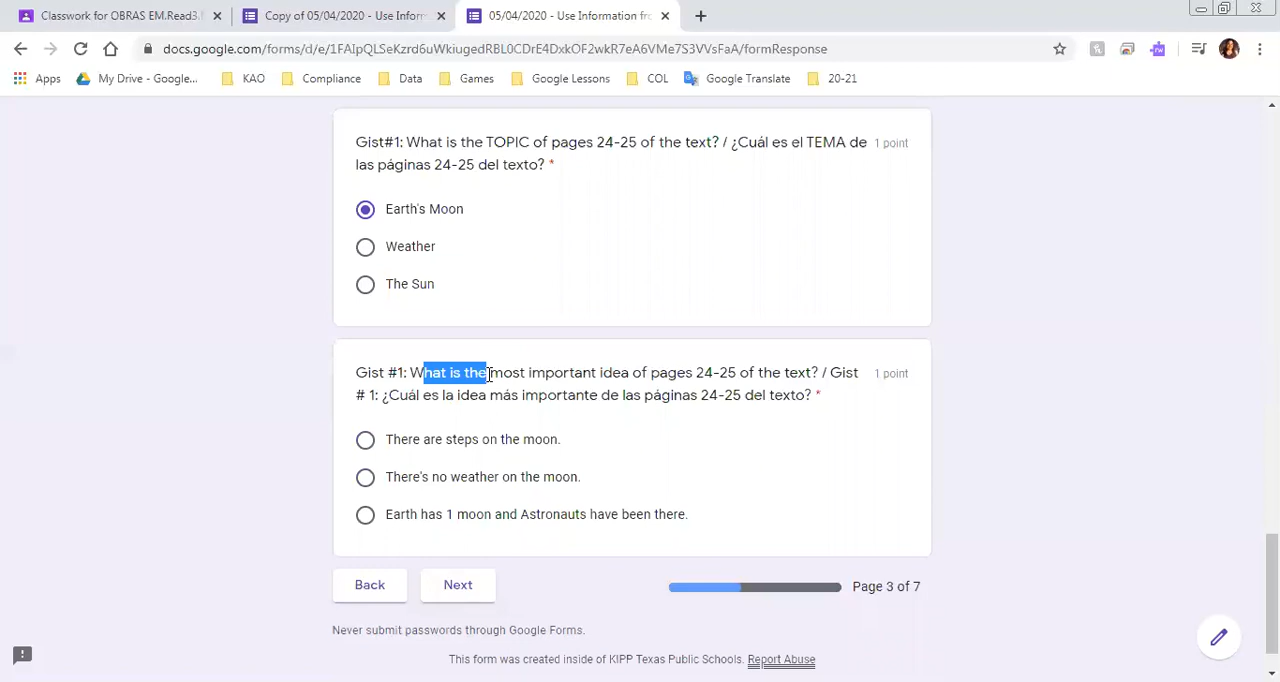 Classwork for OBRAS EM.Read3.
Copy of 05/04/2020 - Use Inform
05/04/2020 - Use Information fro
docs.google.com/forms/d/e/1FAIpQLSeKzrd6uWkiugedRBL0CDrE4DxkOF2wkR7eA6VMe7S3VVsFaA/formResponse
Apps My Drive - Google... KAO Compliance Data Games Google Lessons COL Google Translate 20-21
Gist#1: What is the TOPIC of pages 24-25 of the text? / ¿Cuál es el TEMA de 1 point
las páginas 24-25 del texto? *
Earth's Moon
Weather
The Sun
Gist #1: What is the most important idea of pages 24-25 of the text? / Gist 1 point
# 1: ¿Cuál es la idea más importante de las páginas 24-25 del texto? *
There are steps on the moon.
There's no weather on the moon.
Earth has 1 moon and Astronauts have been there.
Back Next Page 3 of 7
Never submit passwords through Google Forms.
This form was created inside of KIPP Texas Public Schools. Report Abuse